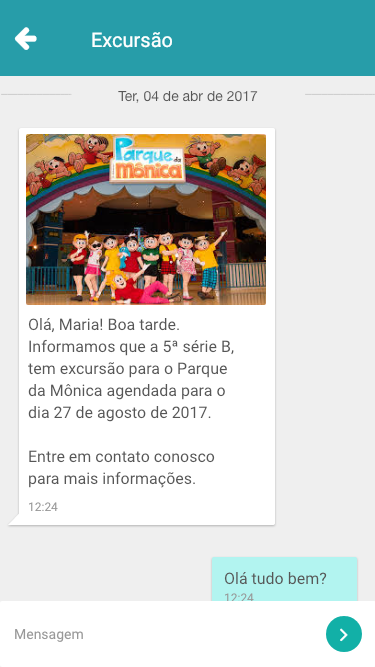 Excursão
Ter, 04 de abr de 2017
Parque da
Mônica
Olá, Maria! Boa tarde.
Informamos que a 5ª série B,
tem excursão para o Parque
da Mônica agendada para o
dia 27 de agosto de 2017.
Entre em contato conosco
para mais informações.
12:24
Olá tudo bem?
12:24
Mensagem